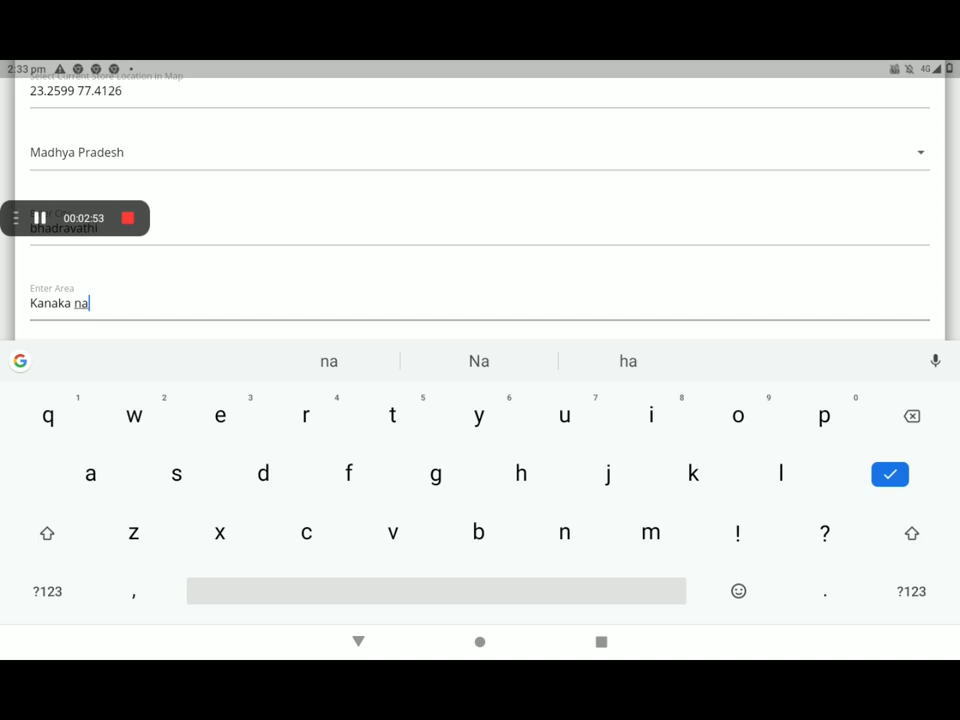 2:33 pm
4G
Select Current Store Location in Map
23.2599 77.4126
Madhya Pradesh
00:02:53
bhadravathi
Enter Area
Kanaka na
na Na ha
1 2 3 4 5 6 7 8 9 0
q w e r t y u i o p
a s d f g h j k l
z x c v b n m ! ?
?123 , . ?123